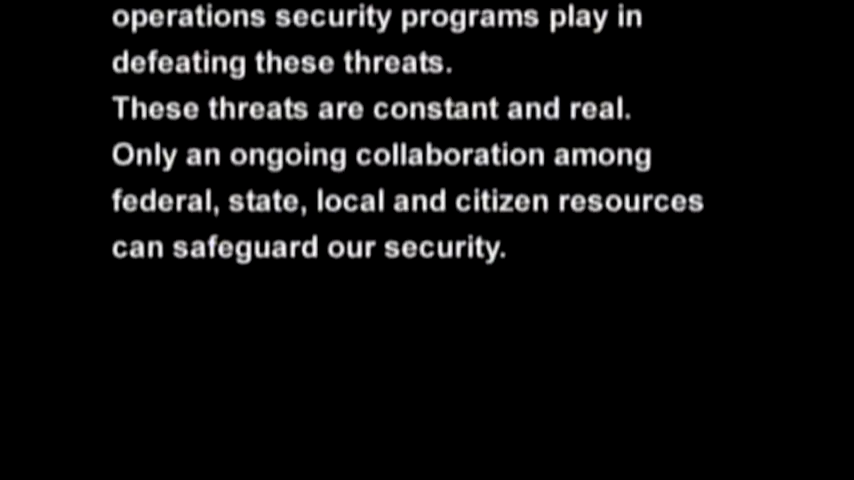 operations security programs play in
defeating these threats.
These threats are constant and real.
Only an ongoing collaboration among
federal, state, local and citizen resources
can safeguard our security.